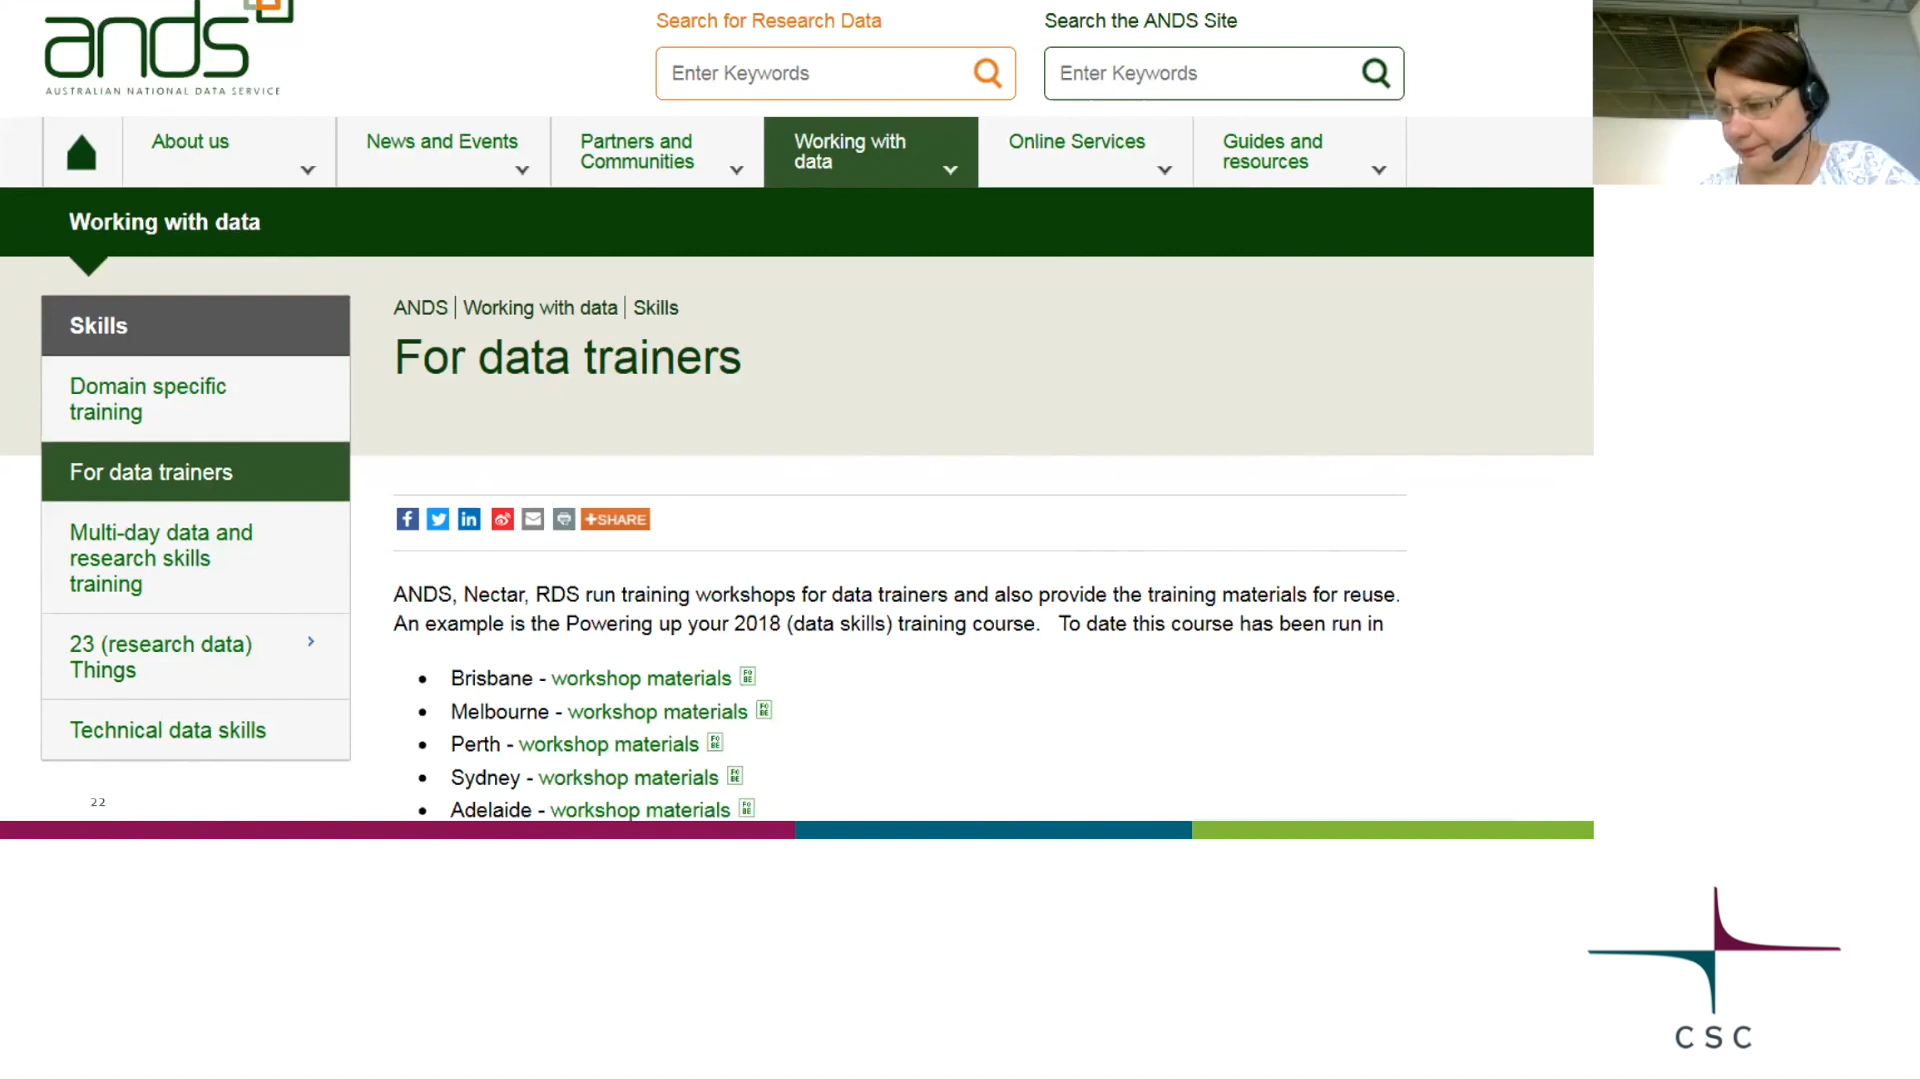 ands
AUSTRALIAN NATIONAL DATA SERVICE
Search for Research Data
Enter Keywords
Search the ANDS Site
Enter Keywords
About us
News and Events
Partners and
Communities
Working with
data
Online Services
Guides and
resources
Working with data
Skills
Domain specific
training
For data trainers
Multi-day data and
research skills
training
23 (research data)
Things
Technical data skills
ANDS | Working with data | Skills
For data trainers
+SHARE
ANDS, Nectar, RDS run training workshops for data trainers and also provide the training materials for reuse.
An example is the Powering up your 2018 (data skills) training course. To date this course has been run in
• Brisbane - workshop materials
• Melbourne - workshop materials
• Perth - workshop materials
• Sydney - workshop materials
• Adelaide - workshop materials
22
CSC